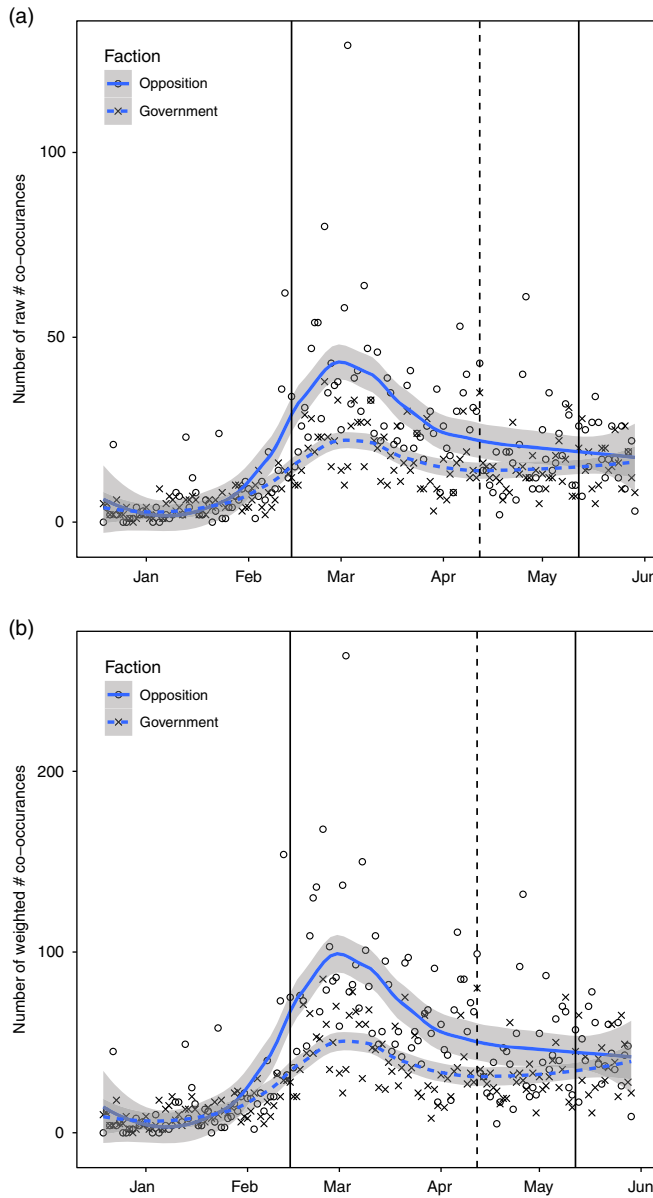 (a)
Number of raw # co-occurances
Faction
Opposition
Government
100
50
0
Jan Feb Mar Apr May Jun
(b)
Number of weighted # co-occurances
Faction
Opposition
Government
200
100
0
Jan Feb Mar Apr May Jun